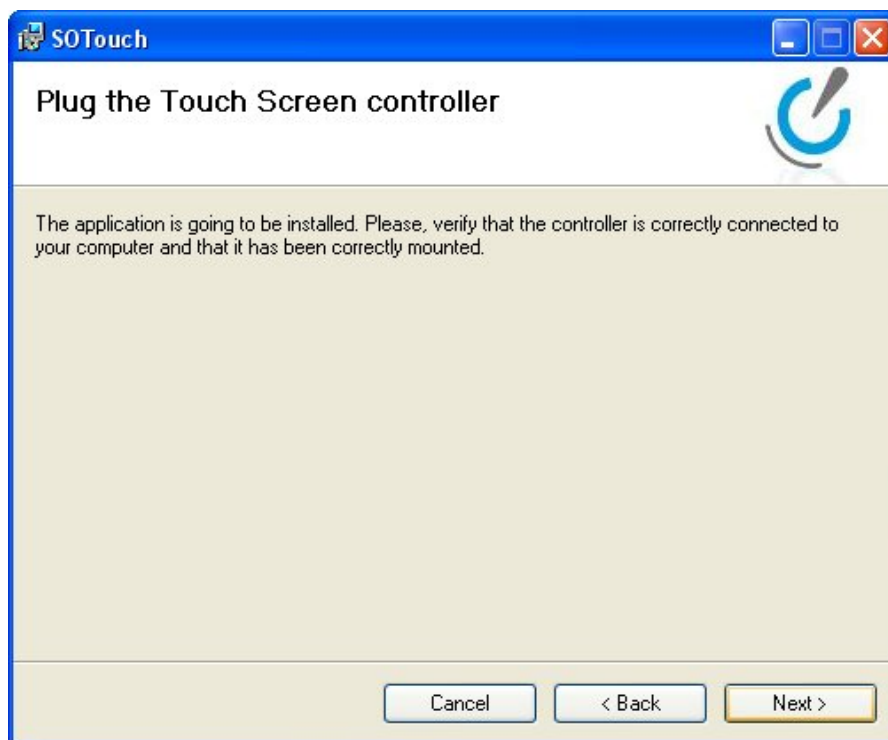 SOTouch
Plug the Touch Screen controller
The application is going to be installed. Please, verify that the controller is correctly connected to
your computer and that it has been correctly mounted.
Cancel
< Back
Next >